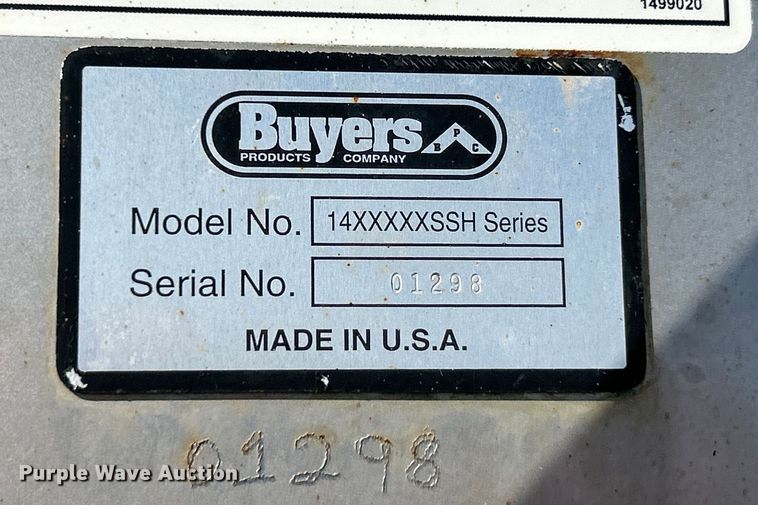 1499020
Buyers
PRODUCTS COMPANY
B P C
Model No. 14XXXXXSSH Series
Serial No. 01298
MADE IN U.S.A.
01298
Purple Wave Auction